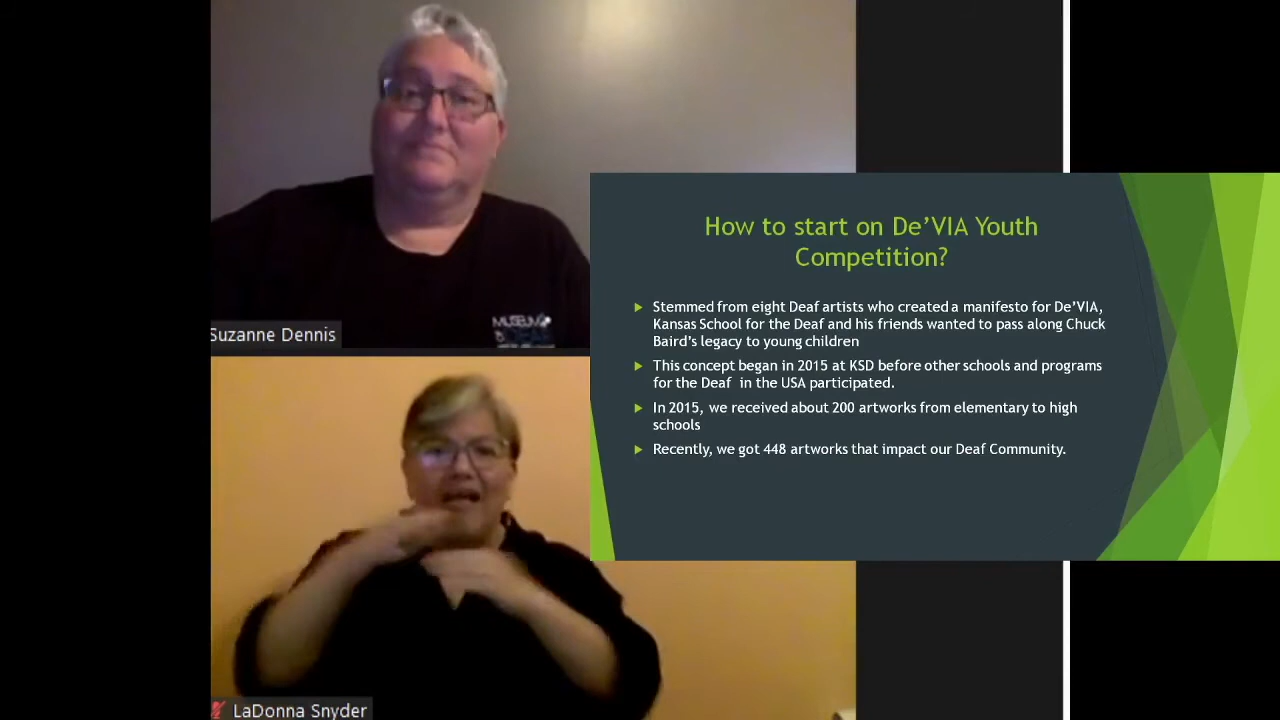 Suzanne Dennis
MUSEUM
How to start on De’VIA Youth
Competition?
Stemmed from eight Deaf artists who created a manifesto for De’VIA,
Kansas School for the Deaf and his friends wanted to pass along Chuck
Baird’s legacy to young children
This concept began in 2015 at KSD before other schools and programs
for the Deaf in the USA participated.
In 2015, we received about 200 artworks from elementary to high
schools
Recently, we got 448 artworks that impact our Deaf Community.
LaDonna Snyder